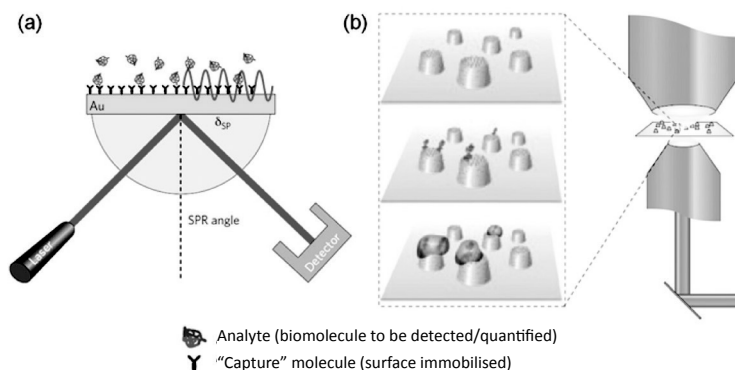 (a)
Au
δSP
SPR angle
Laser
Detector
(b)
Analyte (biomolecule to be detected/quantified)
“Capture” molecule (surface immobilised)